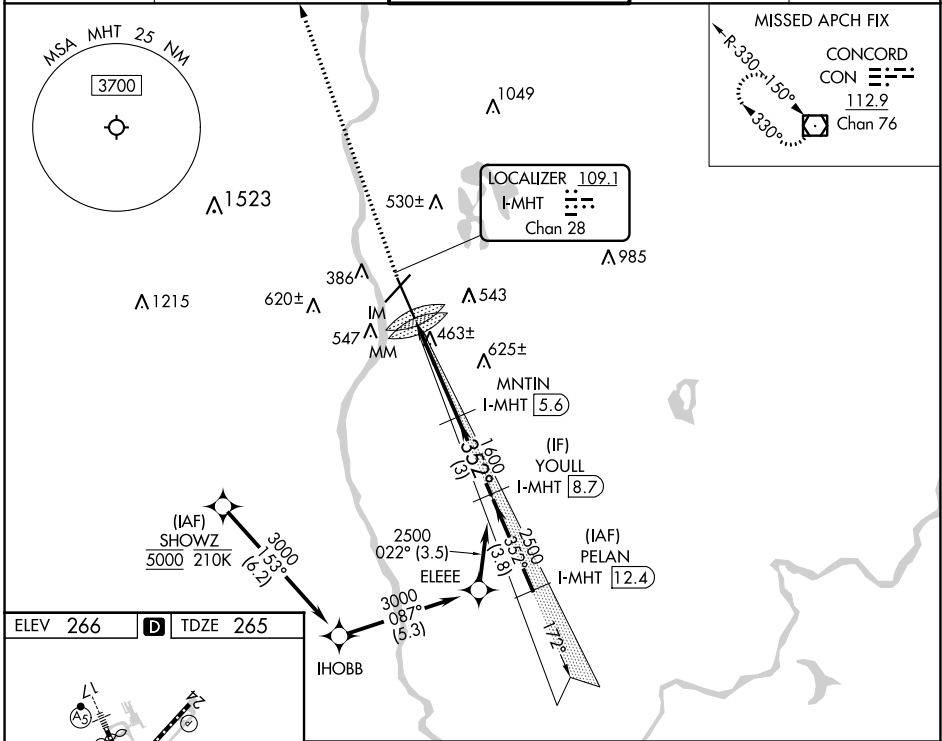 MSA MHT 25 NM
3700
MISSED APCH FIX
R-330
150°
330°
CONCORD
CON
112.9
Chan 76
1049
1523
530±
LOCALIZER 109.1
I-MHT
Chan 28
985
386
1215
620±
IM
543
547
463±
MM
625±
MNTIN
I-MHT 5.6
1600
352°
(3)
(IF)
YOULL
I-MHT 8.7
2500
352°
(3.8)
(IAF)
PELAN
I-MHT 12.4
172°
(IAF)
SHOWZ
5000 210K
3000
153°
(6.2)
2500
022° (3.5)
ELEEE
3000
087°
(5.3)
IHOBB
ELEV 266
D
TDZE 265
17
24
A5
P